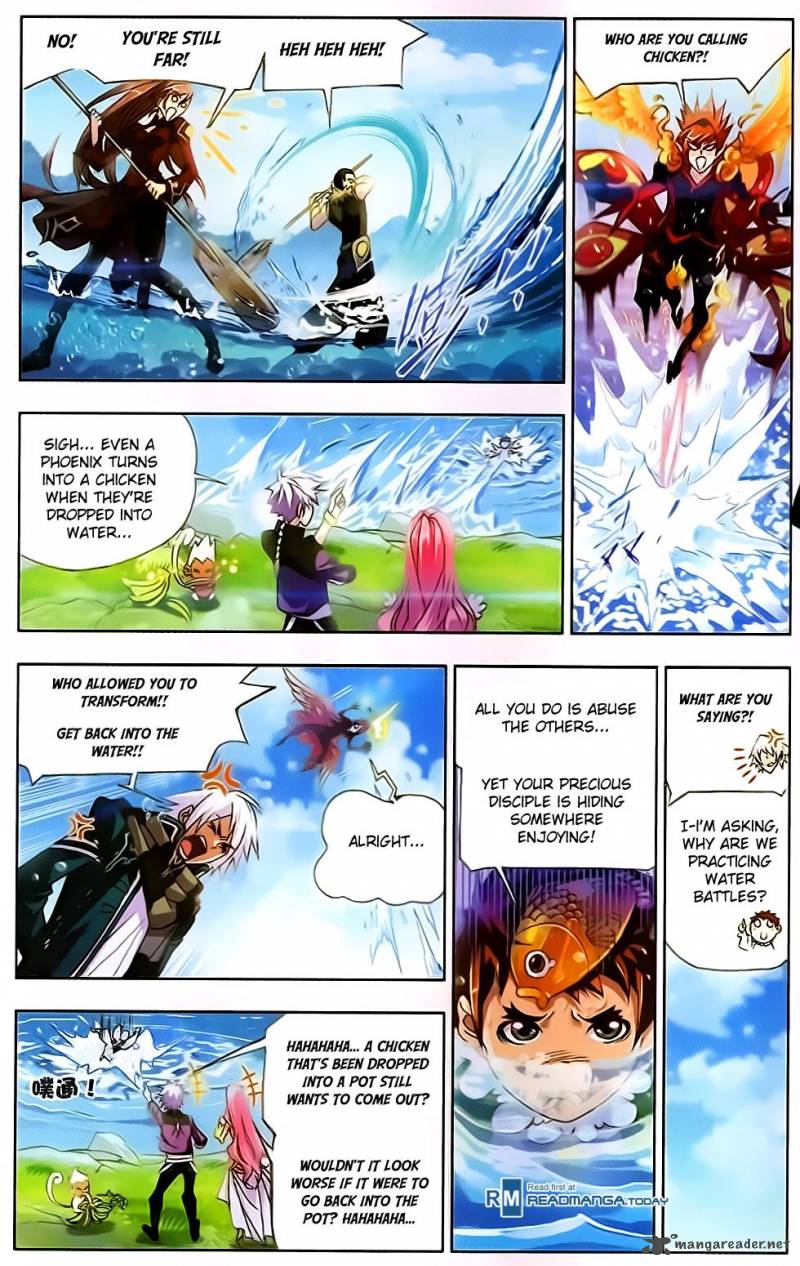 NO!
YOU'RE STILL
FAR!
HEH HEH HEH!
WHO ARE YOU CALLING
CHICKEN?!
SIGH... EVEN A
PHOENIX TURNS
INTO A CHICKEN
WHEN THEY'RE
DROPPED INTO
WATER...
WHO ALLOWED YOU TO
TRANSFORM!!
GET BACK INTO THE
WATER!!
ALRIGHT...
ALL YOU DO IS ABUSE
THE OTHERS...
YET YOUR PRECIOUS
DISCIPLE IS HIDING
SOMEWHERE
ENJOYING!
WHAT ARE YOU
SAYING?!
I-I'M ASKING,
WHY ARE WE
PRACTICING
WATER
BATTLES?
噗通!
HAHAHAHA... A CHICKEN
THAT'S BEEN DROPPED
INTO A POT STILL
WANTS TO COME OUT?
WOULDN'T IT LOOK
WORSE IF IT WERE TO
GO BACK INTO THE
POT? HAHAHAHA...
RM
Read first at
READMANGA.TODAY
mangareader.net